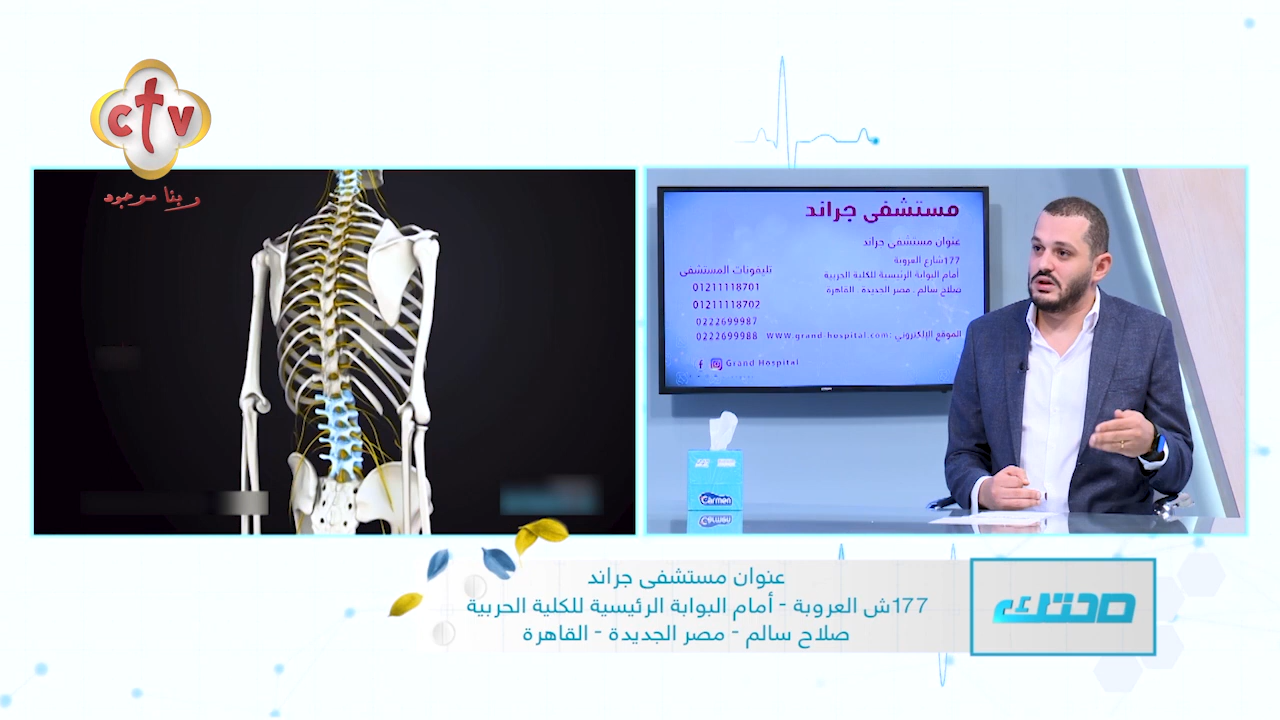 ctv
ربنا موجود
مستشفى جراند
عنوان مستشفى جراند
177شارع العروبة
أمام البوابة الرئيسية للكلية الحربية
صلاح سالم . مصر الجديدة . القاهرة
تليفونات المستشفى
01211118701
01211118702
0222699987
0222699988
الموقع الإلكتروني :www.grand-hospital.com
Grand Hospital
Carmen
عنوان مستشفى جراند
177ش العروبة - أمام البوابة الرئيسية للكلية الحربية
صلاح سالم - مصر الجديدة - القاهرة
صحتك